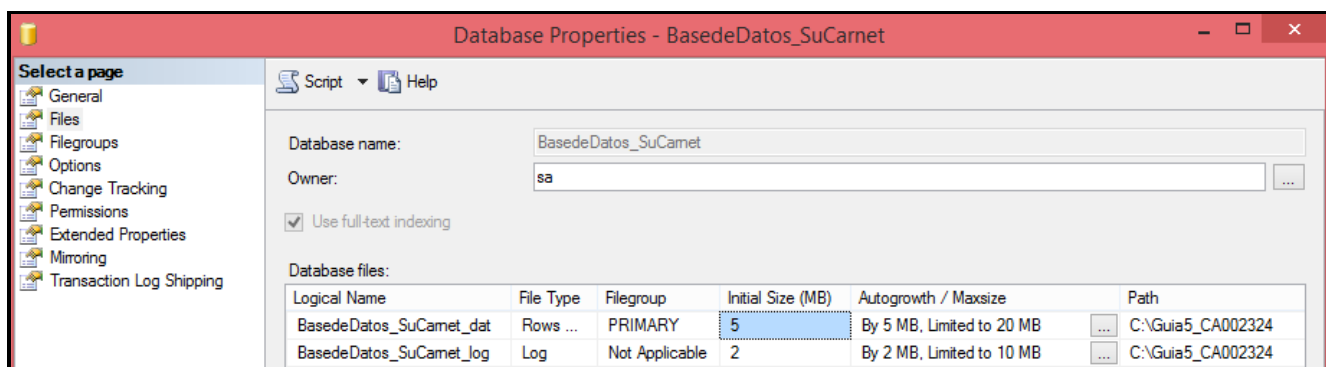 Database Properties - BasedeDatos_SuCarnet
Select a page
General
Files
Filegroups
Options
Change Tracking
Permissions
Extended Properties
Mirroring
Transaction Log Shipping
Script Help
Database name: BasedeDatos_SuCarnet
Owner: sa ...
Use full-text indexing
Database files:
Logical Name File Type Filegroup Initial Size (MB) Autogrowth / Maxsize Path
BasedeDatos_SuCarnet_dat Rows ... PRIMARY 5 By 5 MB, Limited to 20 MB ... C:\Guia5_CA002324
BasedeDatos_SuCarnet_log Log Not Applicable 2 By 2 MB, Limited to 10 MB ... C:\Guia5_CA002324